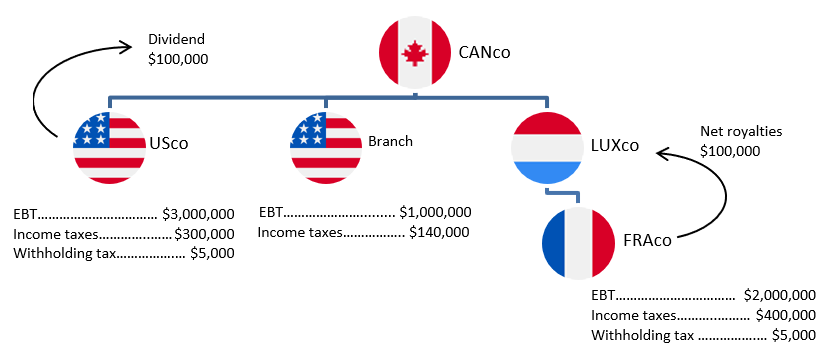 Dividend
$100,000
CANco
USco
Branch
LUXco
Net royalties
$100,000
EBT.............................. $3,000,000
Income taxes..................$300,000
Withholding tax................. $5,000
EBT............................ $1,000,000
Income taxes................ $140,000
FRAco
EBT.............................. $2,000,000
Income taxes.................. $400,000
Withholding tax ................. $5,000